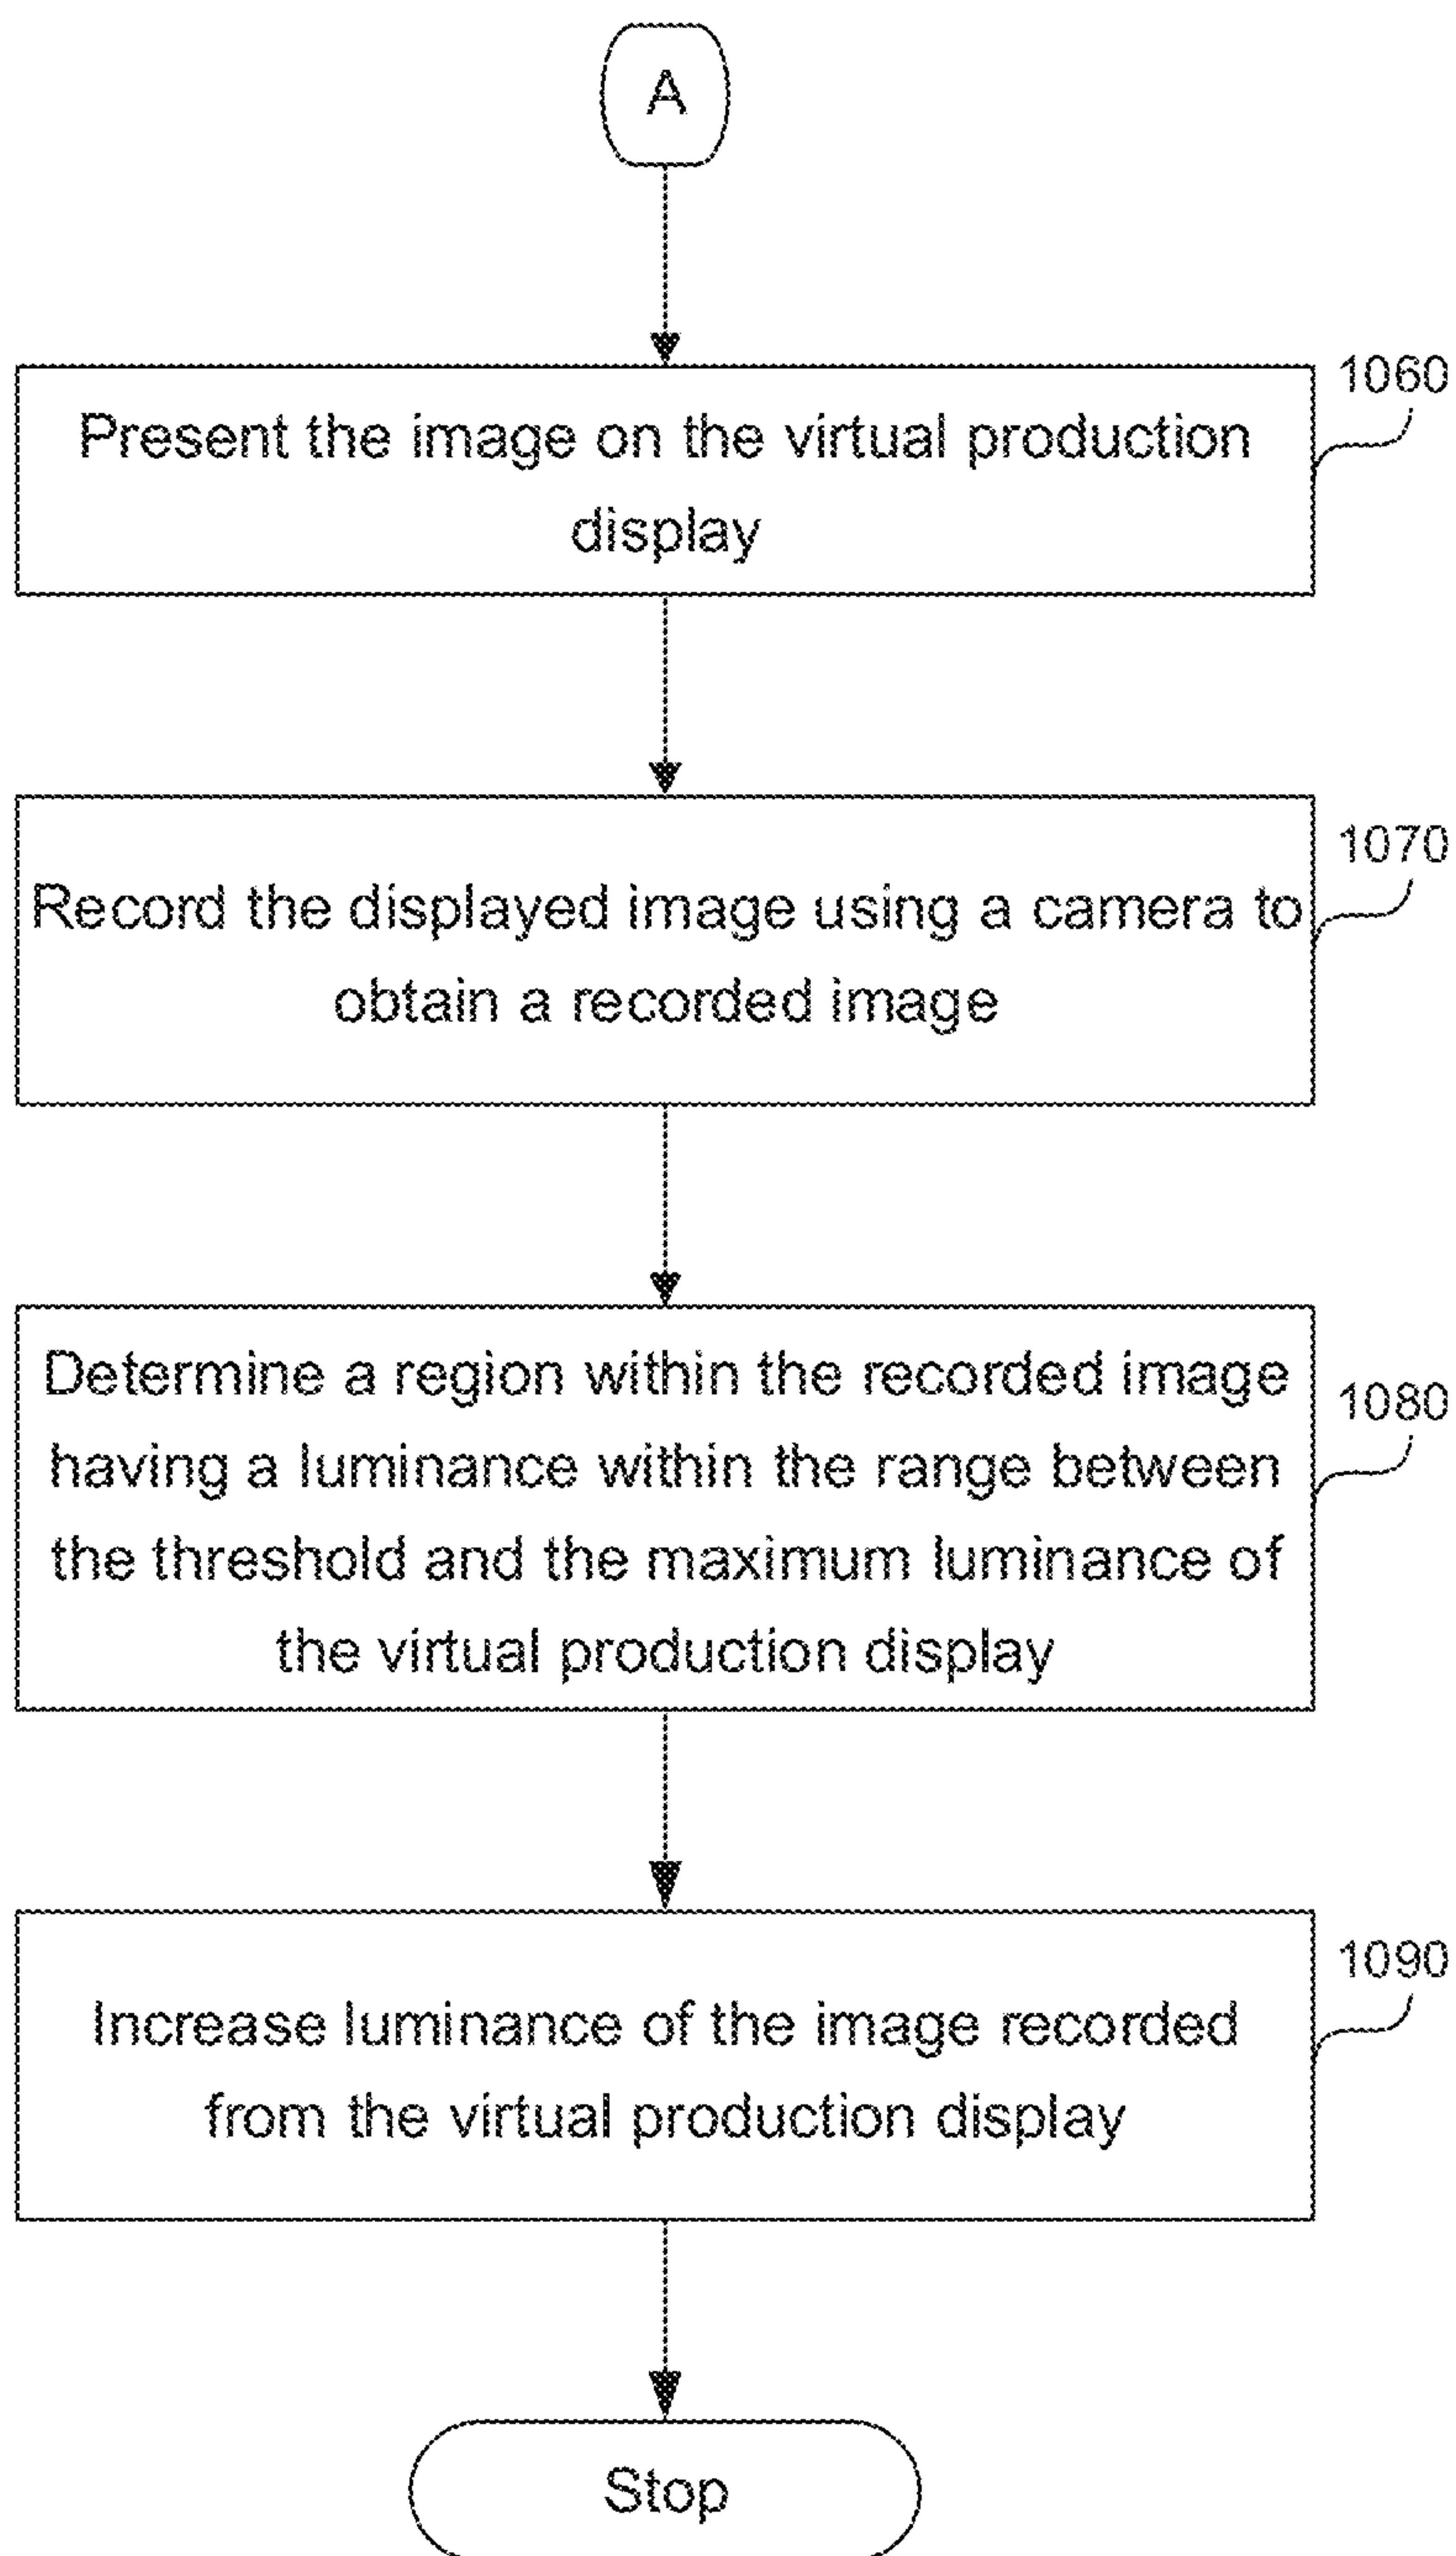 A
1060
Present the image on the virtual production
display
1070
Record the displayed image using a camera to
obtain a recorded image
Determine a region within the recorded image
1080
having a luminance within the range between
the threshold and the maximum luminance of
the virtual production display
1090
Increase luminance of the image recorded
from the virtual production display
Stop